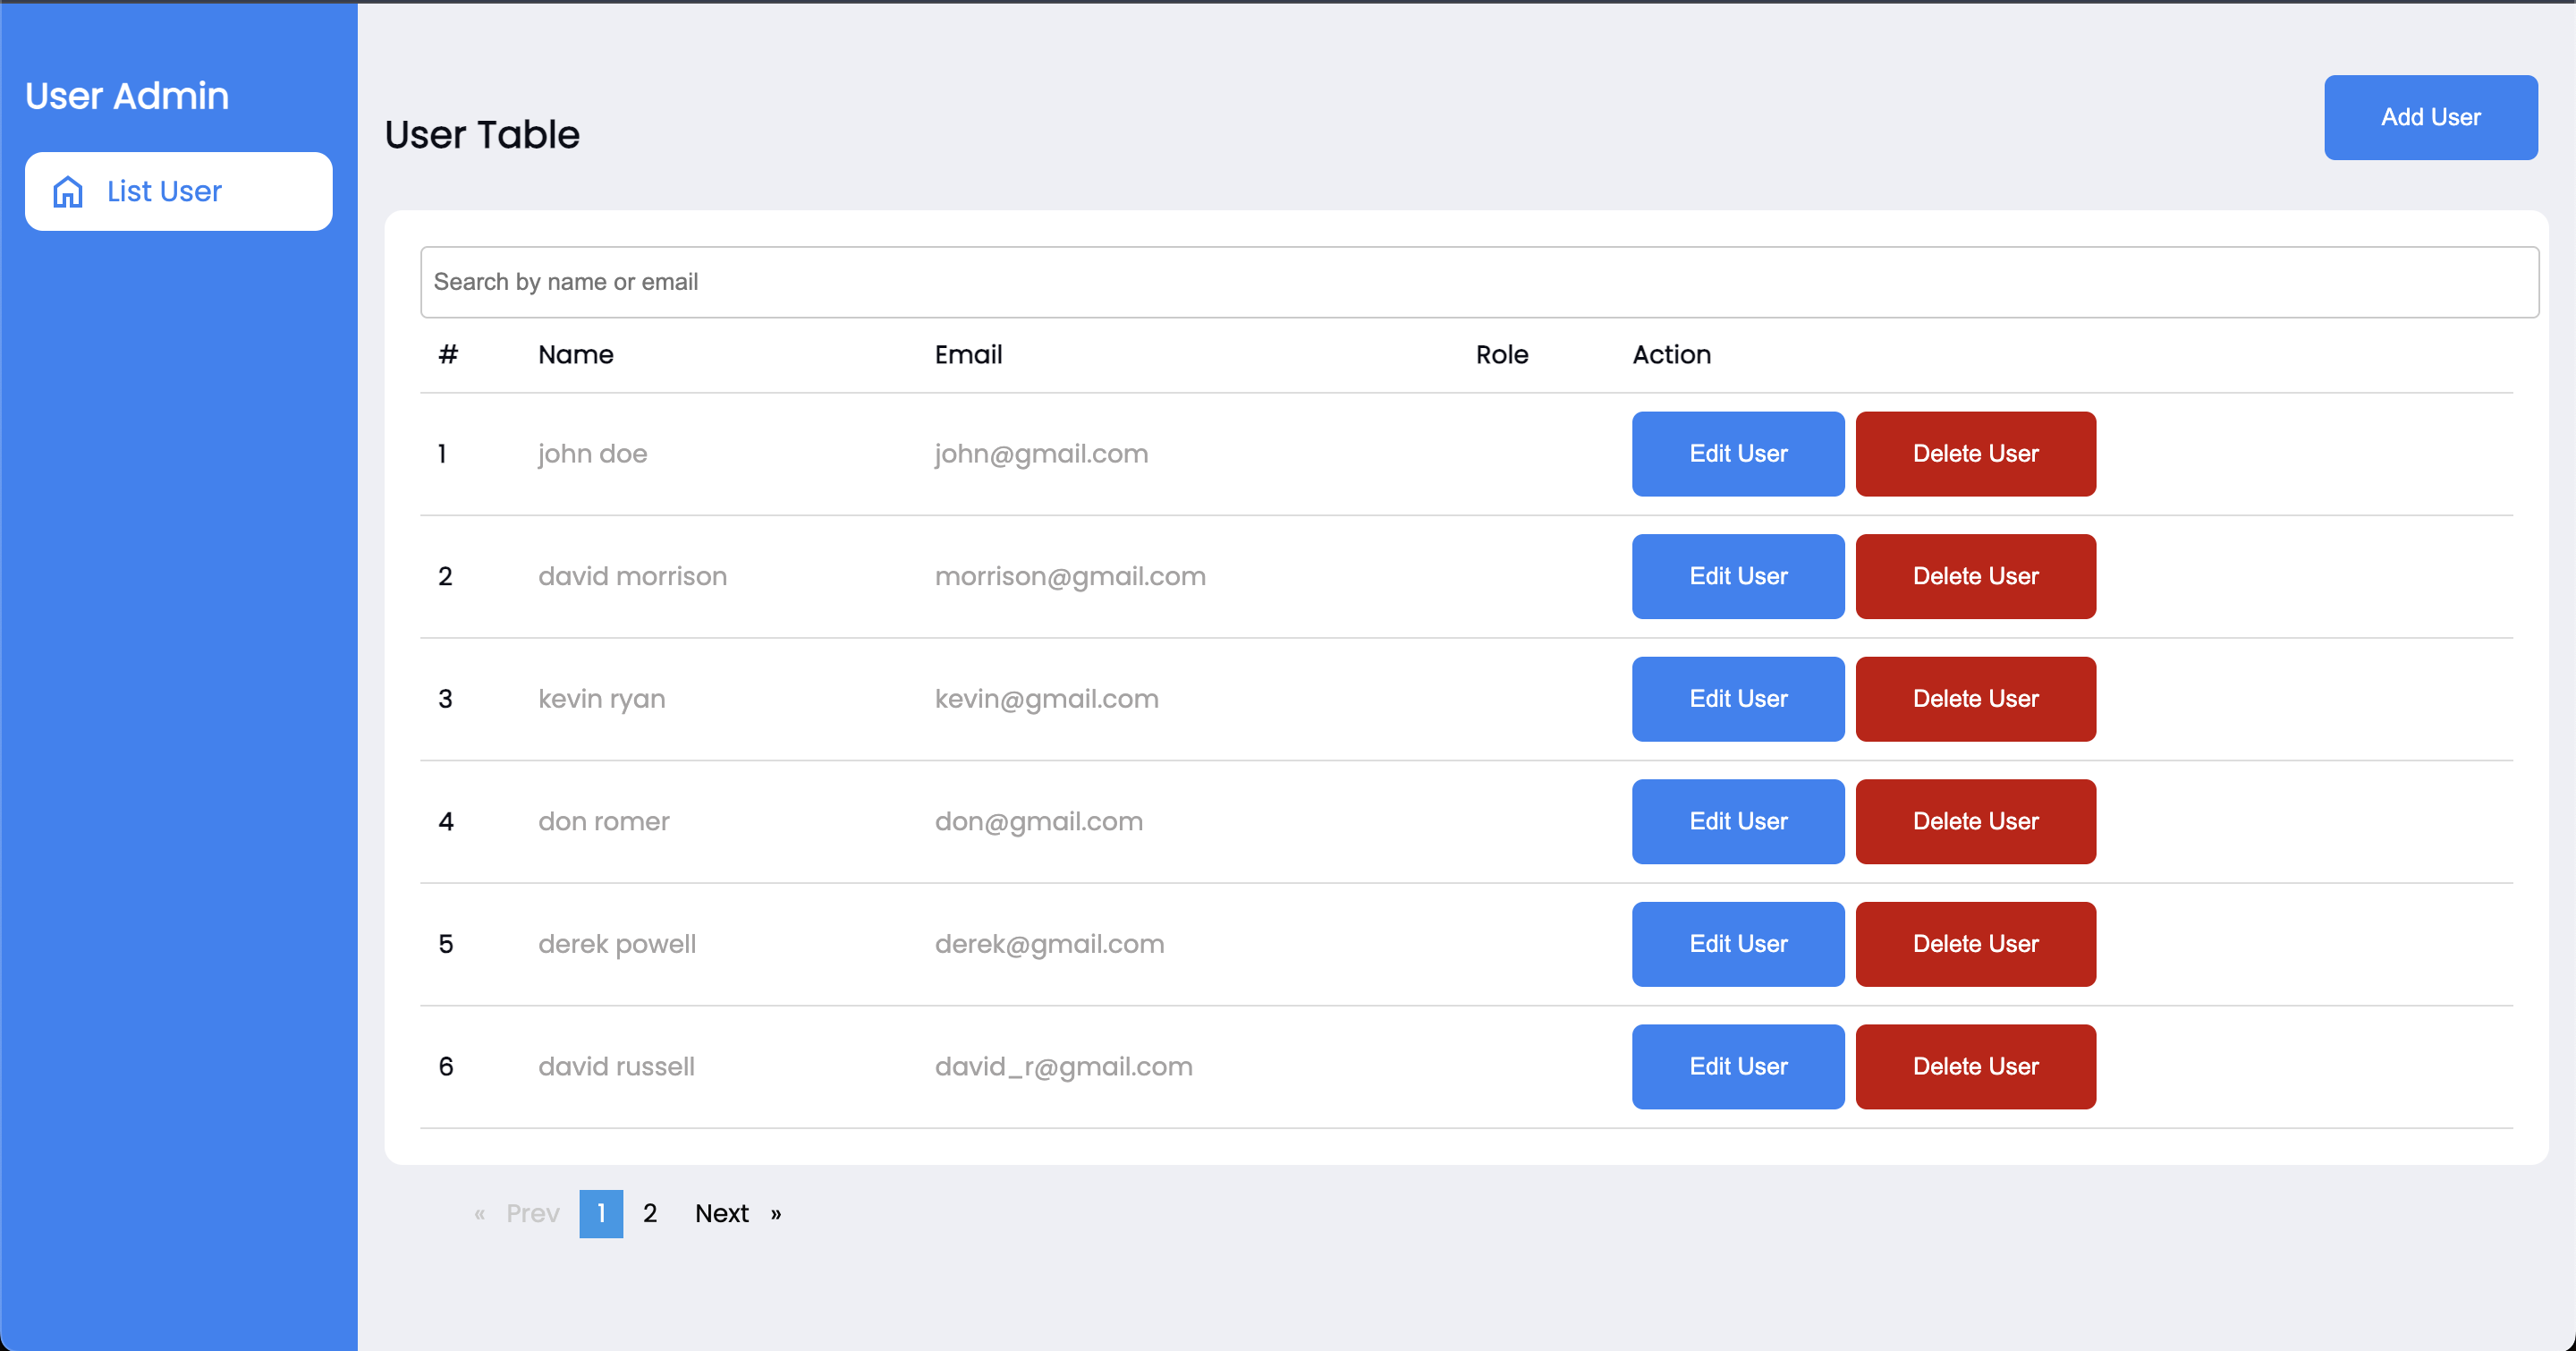 User Admin
List User
User Table
Add User
Search by name or email
# Name Email Role Action
1 john doe john@gmail.com Edit User Delete User
2 david morrison morrison@gmail.com Edit User Delete User
3 kevin ryan kevin@gmail.com Edit User Delete User
4 don romer don@gmail.com Edit User Delete User
5 derek powell derek@gmail.com Edit User Delete User
6 david russell david_r@gmail.com Edit User Delete User
« Prev 1 2 Next »